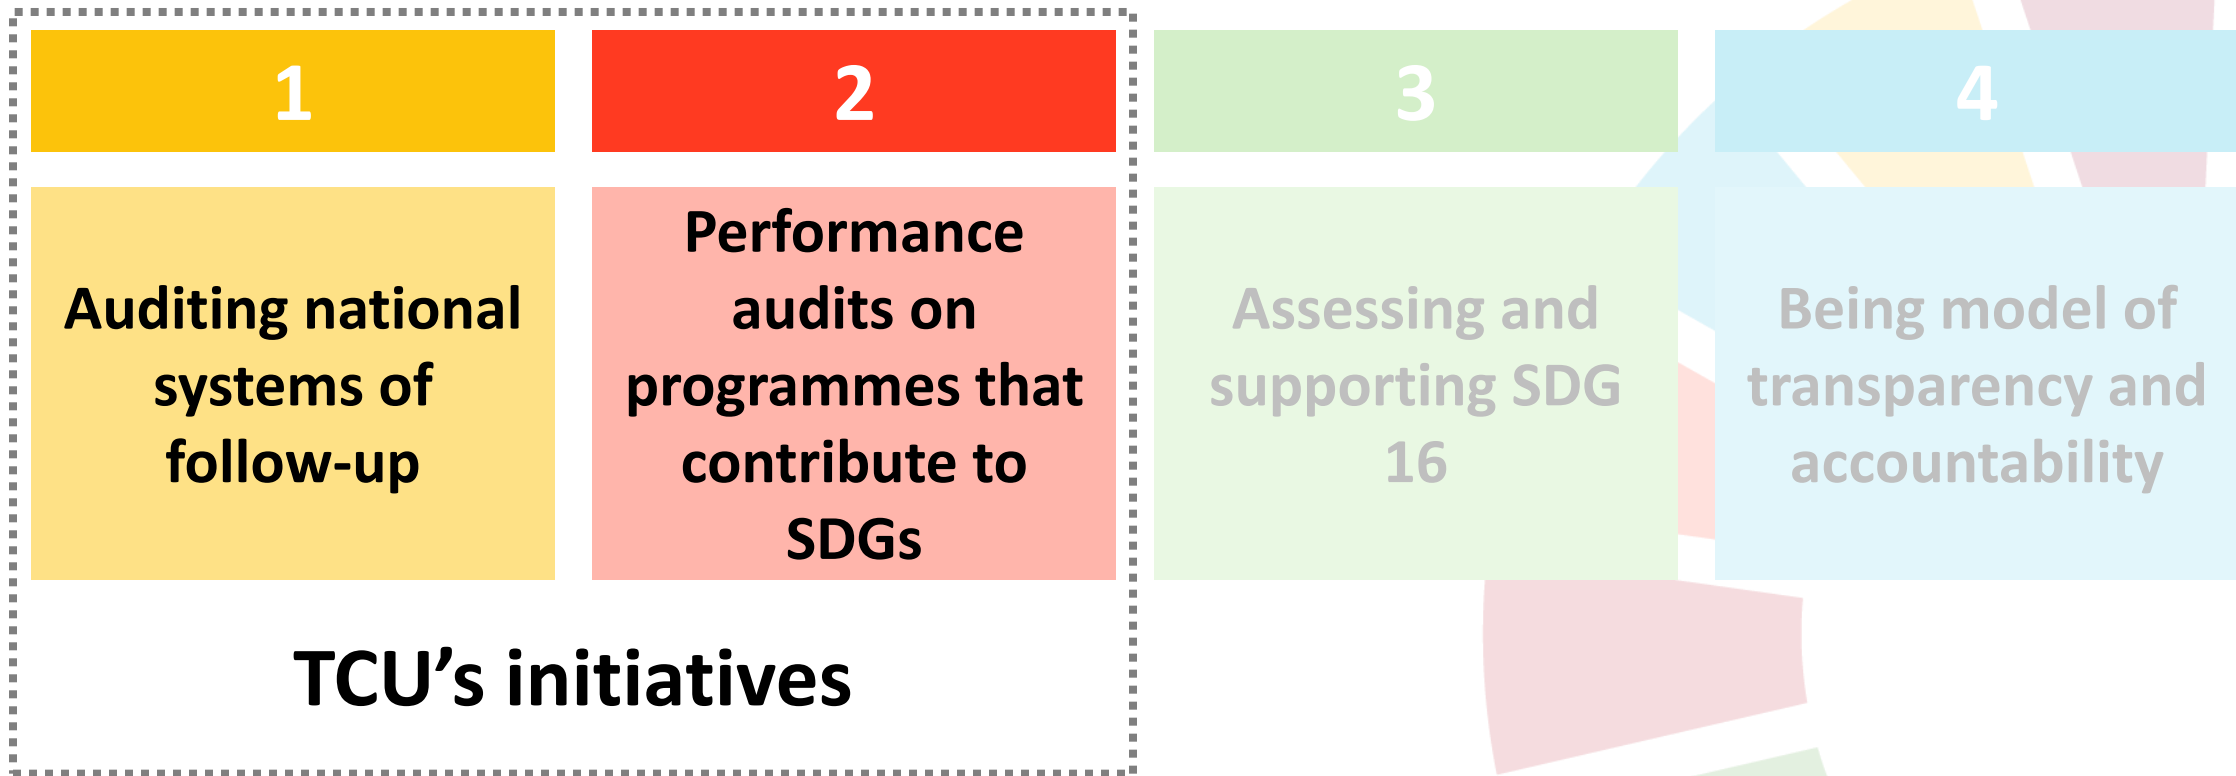 1
Auditing national
systems of
follow-up
2
Performance
audits on
programmes that
contribute to
SDGs
3
Assessing and
supporting SDG
16
4
Being model of
transparency and
accountability
TCU’s initiatives